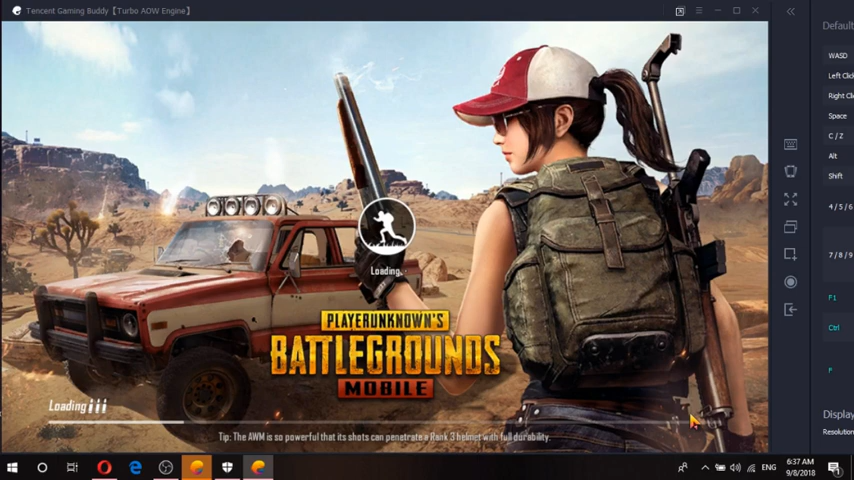 Tencent Gaming Buddy【Turbo AOW Engine】
Default
WASD
Left Click
Right Cli
Space
C / Z
Alt
Shift
4 / 5 / 6
7 / 8 / 9
F1
Ctrl
P
Display
Resolution
Loading..
PLAYERUNKNOWN'S
BATTLEGROUNDS
MOBILE
Loading
Tip: The AWM is so powerful that its shots can penetrate a Rank 3 helmet with full durability.
ENG
6:37 AM
9/8/2018